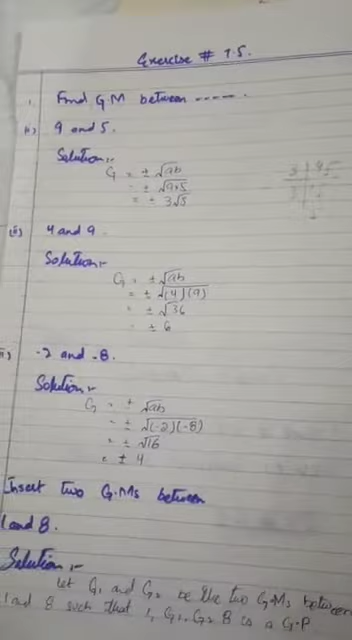 Exercise # 7.5.
1. Find G.M between -----.
(i) 9 and 5.
Solution:-
G = ± √ab
= ± √9x5
= ± 3√5
(ii) 4 and 9.
Solution:-
G = ± √ab
= ± √(4)(9)
= ± √36
= ± 6
-2 and -8.
Solution:-
G = ± √ab
= ± √(-2)(-8)
= ± √16
= ± 4
Insert two G.Ms between
1 and 8.
Solution:-
Let G₁ and G₂ be the two G.Ms between
1 and 8 such that 1, G₁, G₂ 8 is a G.P